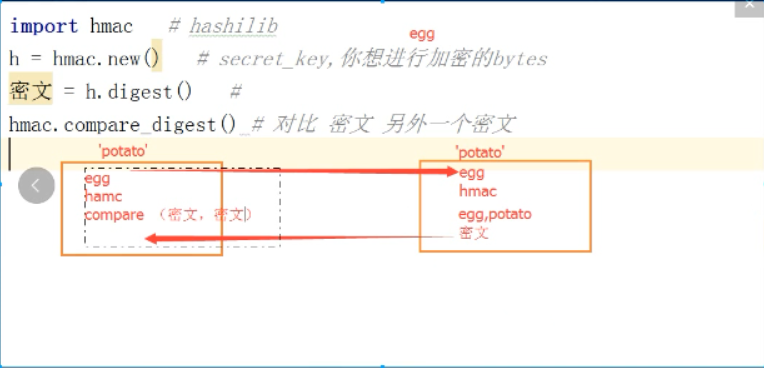 import hmac # hashilib
egg
h = hmac.new() # secret_key,你想进行加密的bytes
密文 = h.digest() #
hmac.compare_digest() # 对比 密文 另外一个密文
'potato' 'potato'
egg egg
hamc hmac
compare （密文，密文） egg,potato
密文